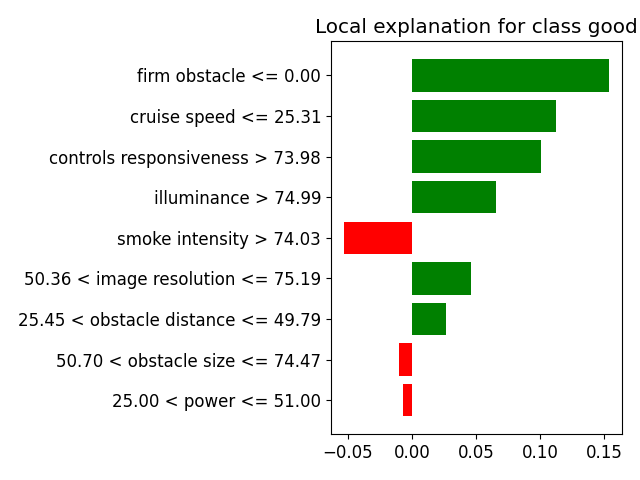 Local explanation for class good
firm obstacle <= 0.00
cruise speed <= 25.31
controls responsiveness > 73.98
illuminance > 74.99
smoke intensity > 74.03
50.36 < image resolution <= 75.19
25.45 < obstacle distance <= 49.79
50.70 < obstacle size <= 74.47
25.00 < power <= 51.00
−0.05 0.00 0.05 0.10 0.15